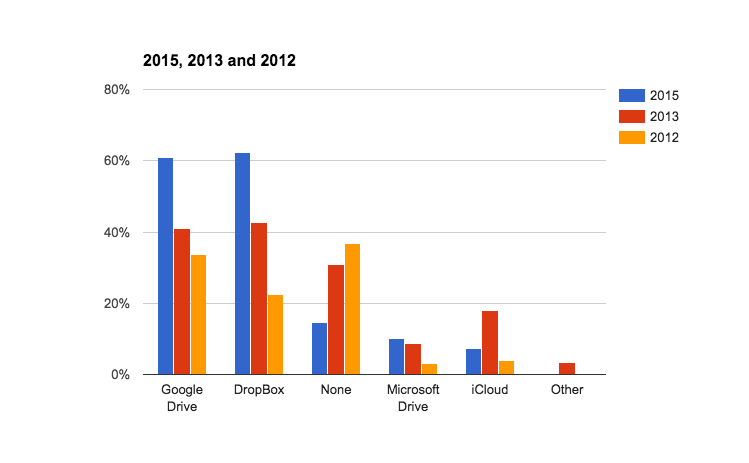 2015, 2013 and 2012
80%
60%
40%
20%
0%
2015
2013
2012
Google Drive
DropBox
None
Microsoft Drive
iCloud
Other